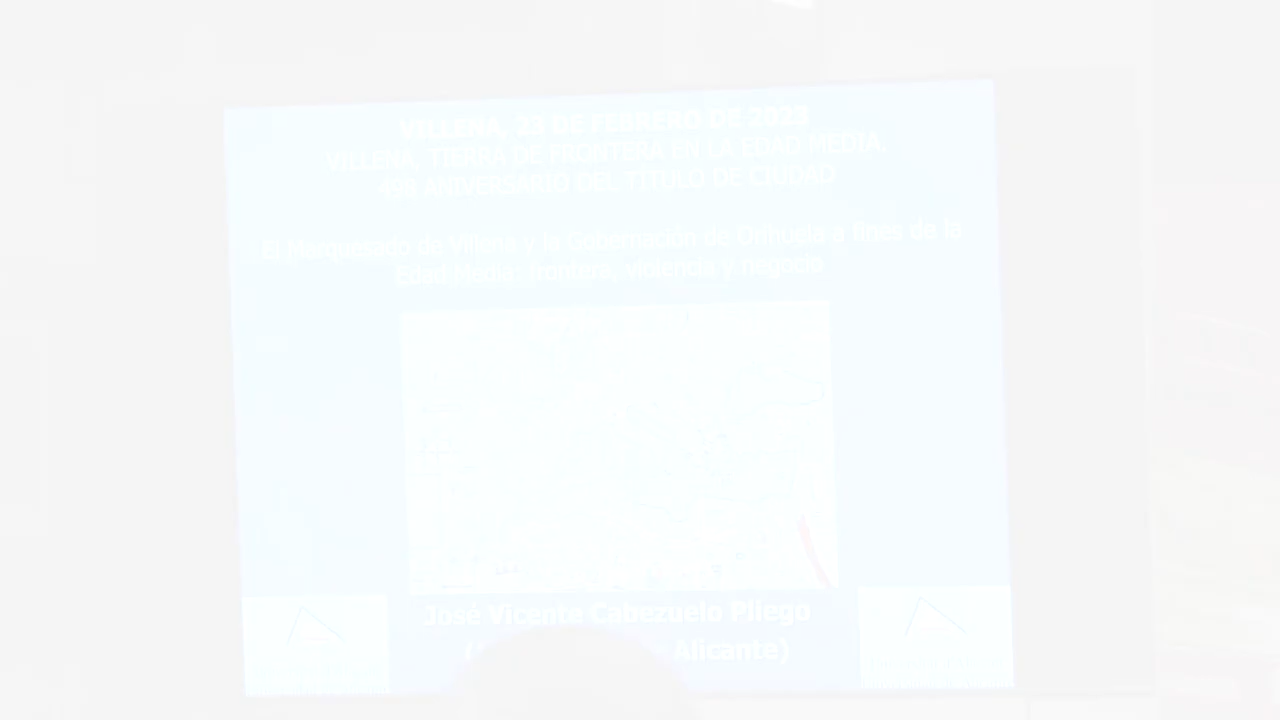 VILLENA, 13 DE FEBRERO DE 2025
VILLENA, TIERRA DE FRONTERA EN LA EDAD MEDIA.
ANIVERSARIO DEL TÍTULO DE CIUDAD
El Marquesado de Villena y la Gobernación de Orihuela a fines de la
Edad Media. frontera, violencia y negocio
José Vicente Cabezuelo Pliego
Alicante)